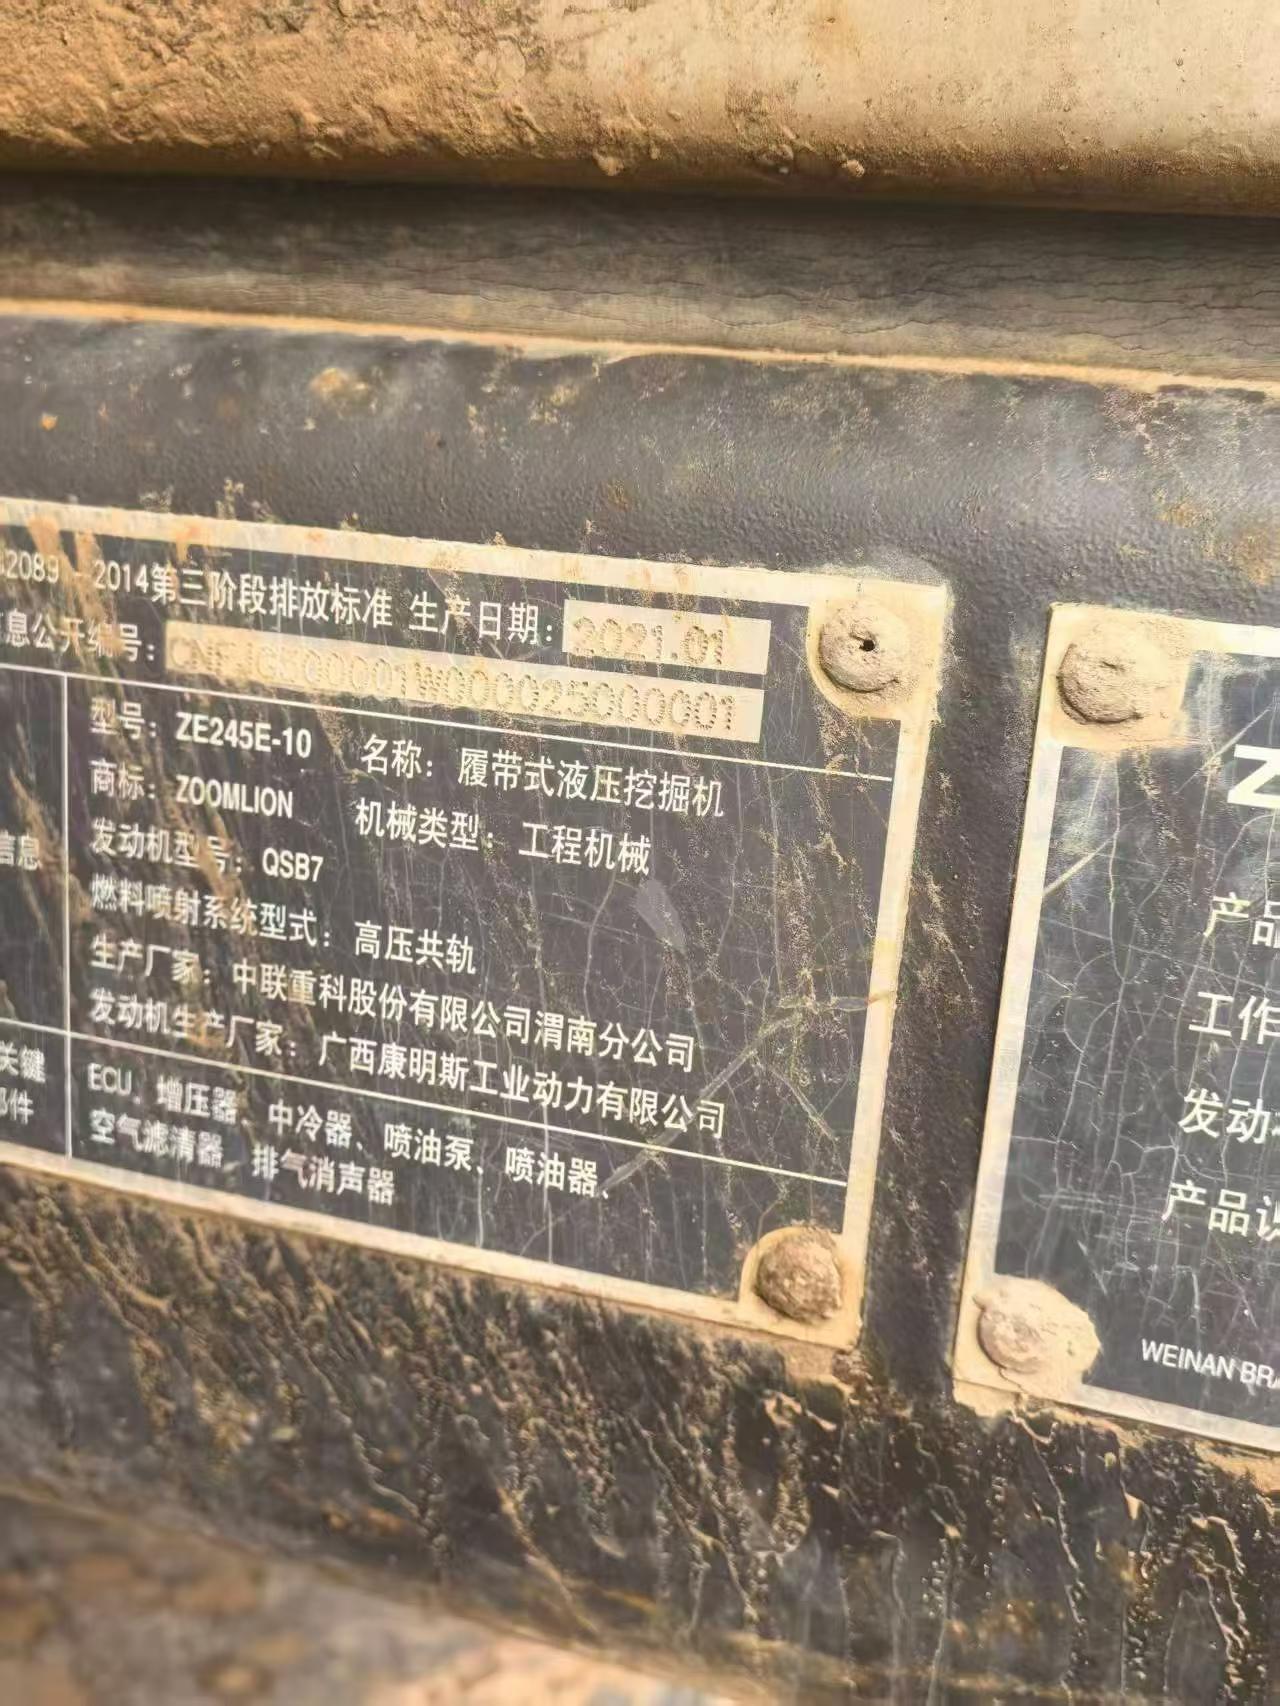 2089－2014第三阶段排放标准 生产日期：2021.01
息公开编号：CNFJG500001W000025000001
型号：ZE245E-10 名称：履带式液压挖掘机
商标：ZOOMLION 机械类型：工程机械
信息
发动机型号：QSB7
燃料喷射系统型式：高压共轨
生产厂家：中联重科股份有限公司渭南分公司
发动机生产厂家：广西康明斯工业动力有限公司
关键
部件
ECU、增压器、中冷器、喷油泵、喷油器、
空气滤清器、排气消声器
Z
产品
工作
发动
产品识
WEINAN BRA